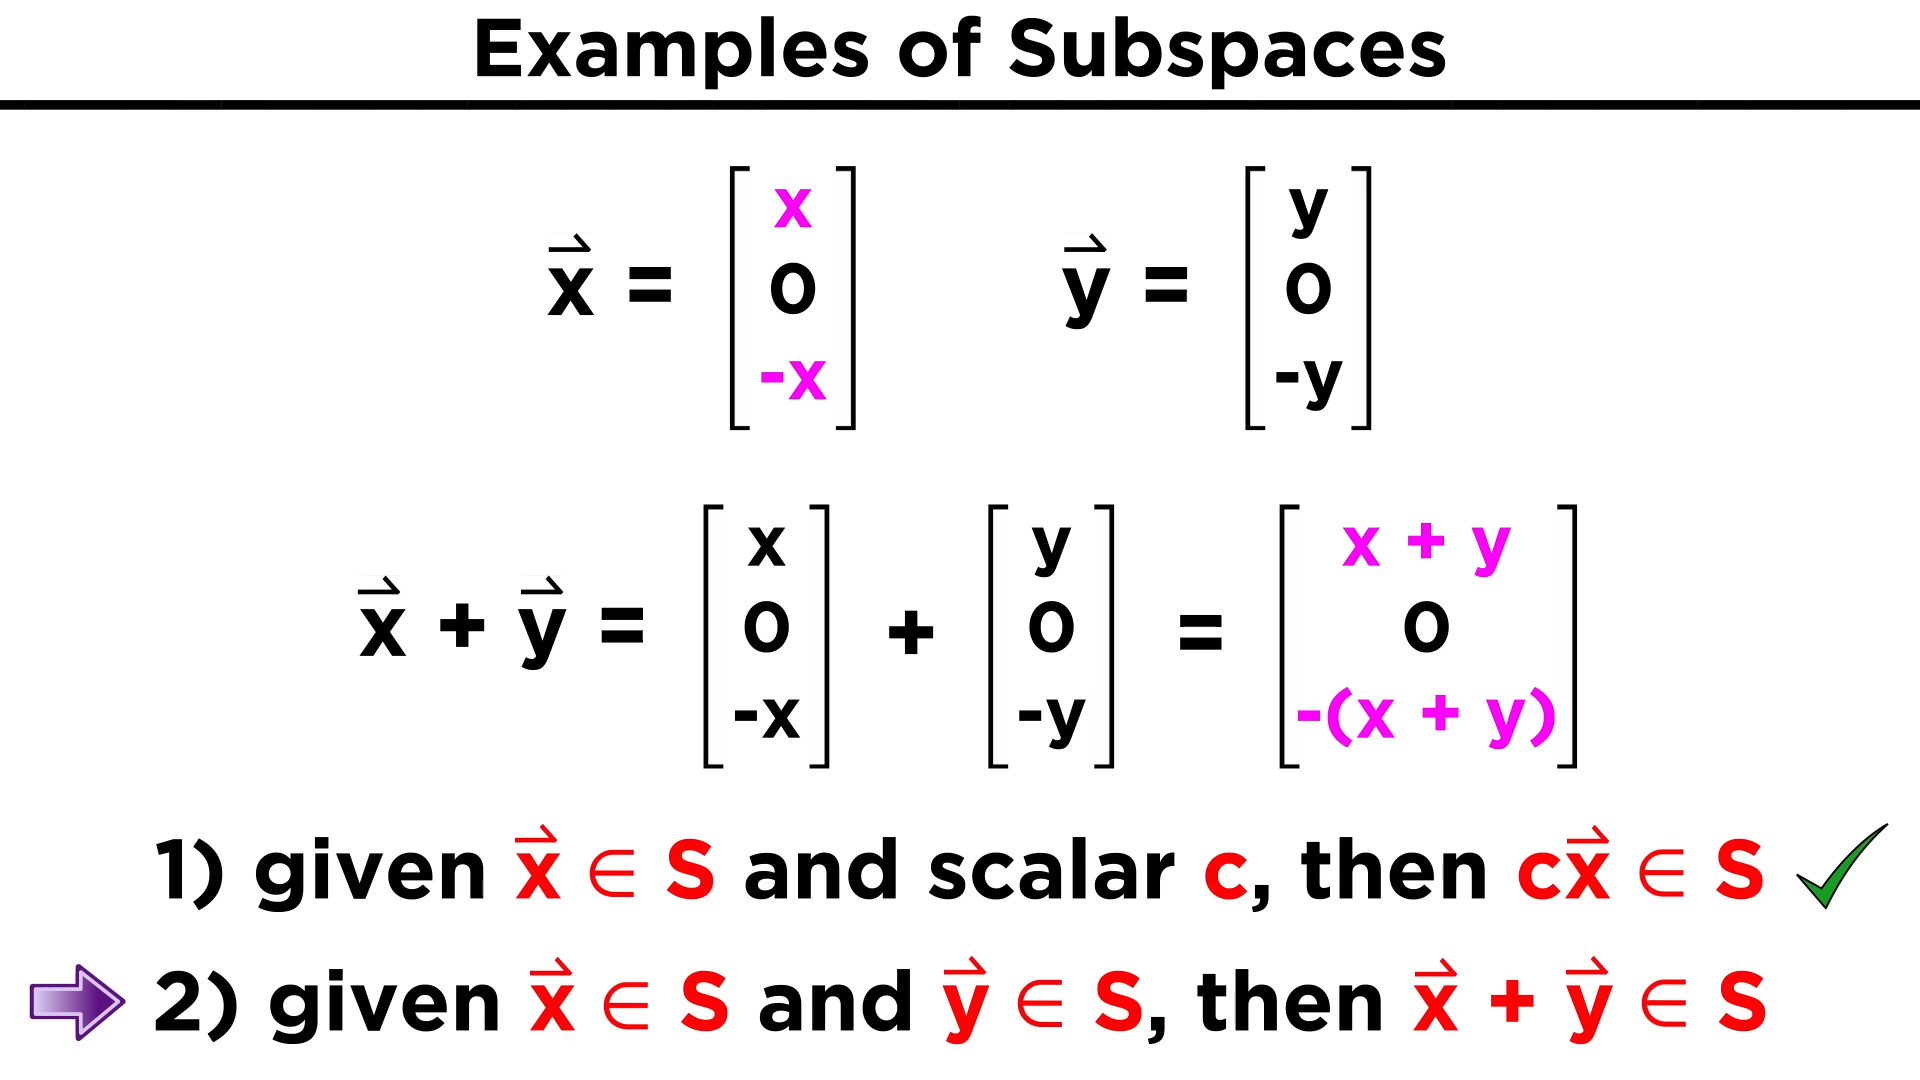 Examples of Subspaces
x⃗ = [ x 0 -x ] y⃗ = [ y 0 -y ]
x⃗ + y⃗ = [ x 0 -x ] + [ y 0 -y ] = [ x + y 0 -(x + y) ]
1) given x⃗ ∈ S and scalar c, then cx⃗ ∈ S
2) given x⃗ ∈ S and y⃗ ∈ S, then x⃗ + y⃗ ∈ S